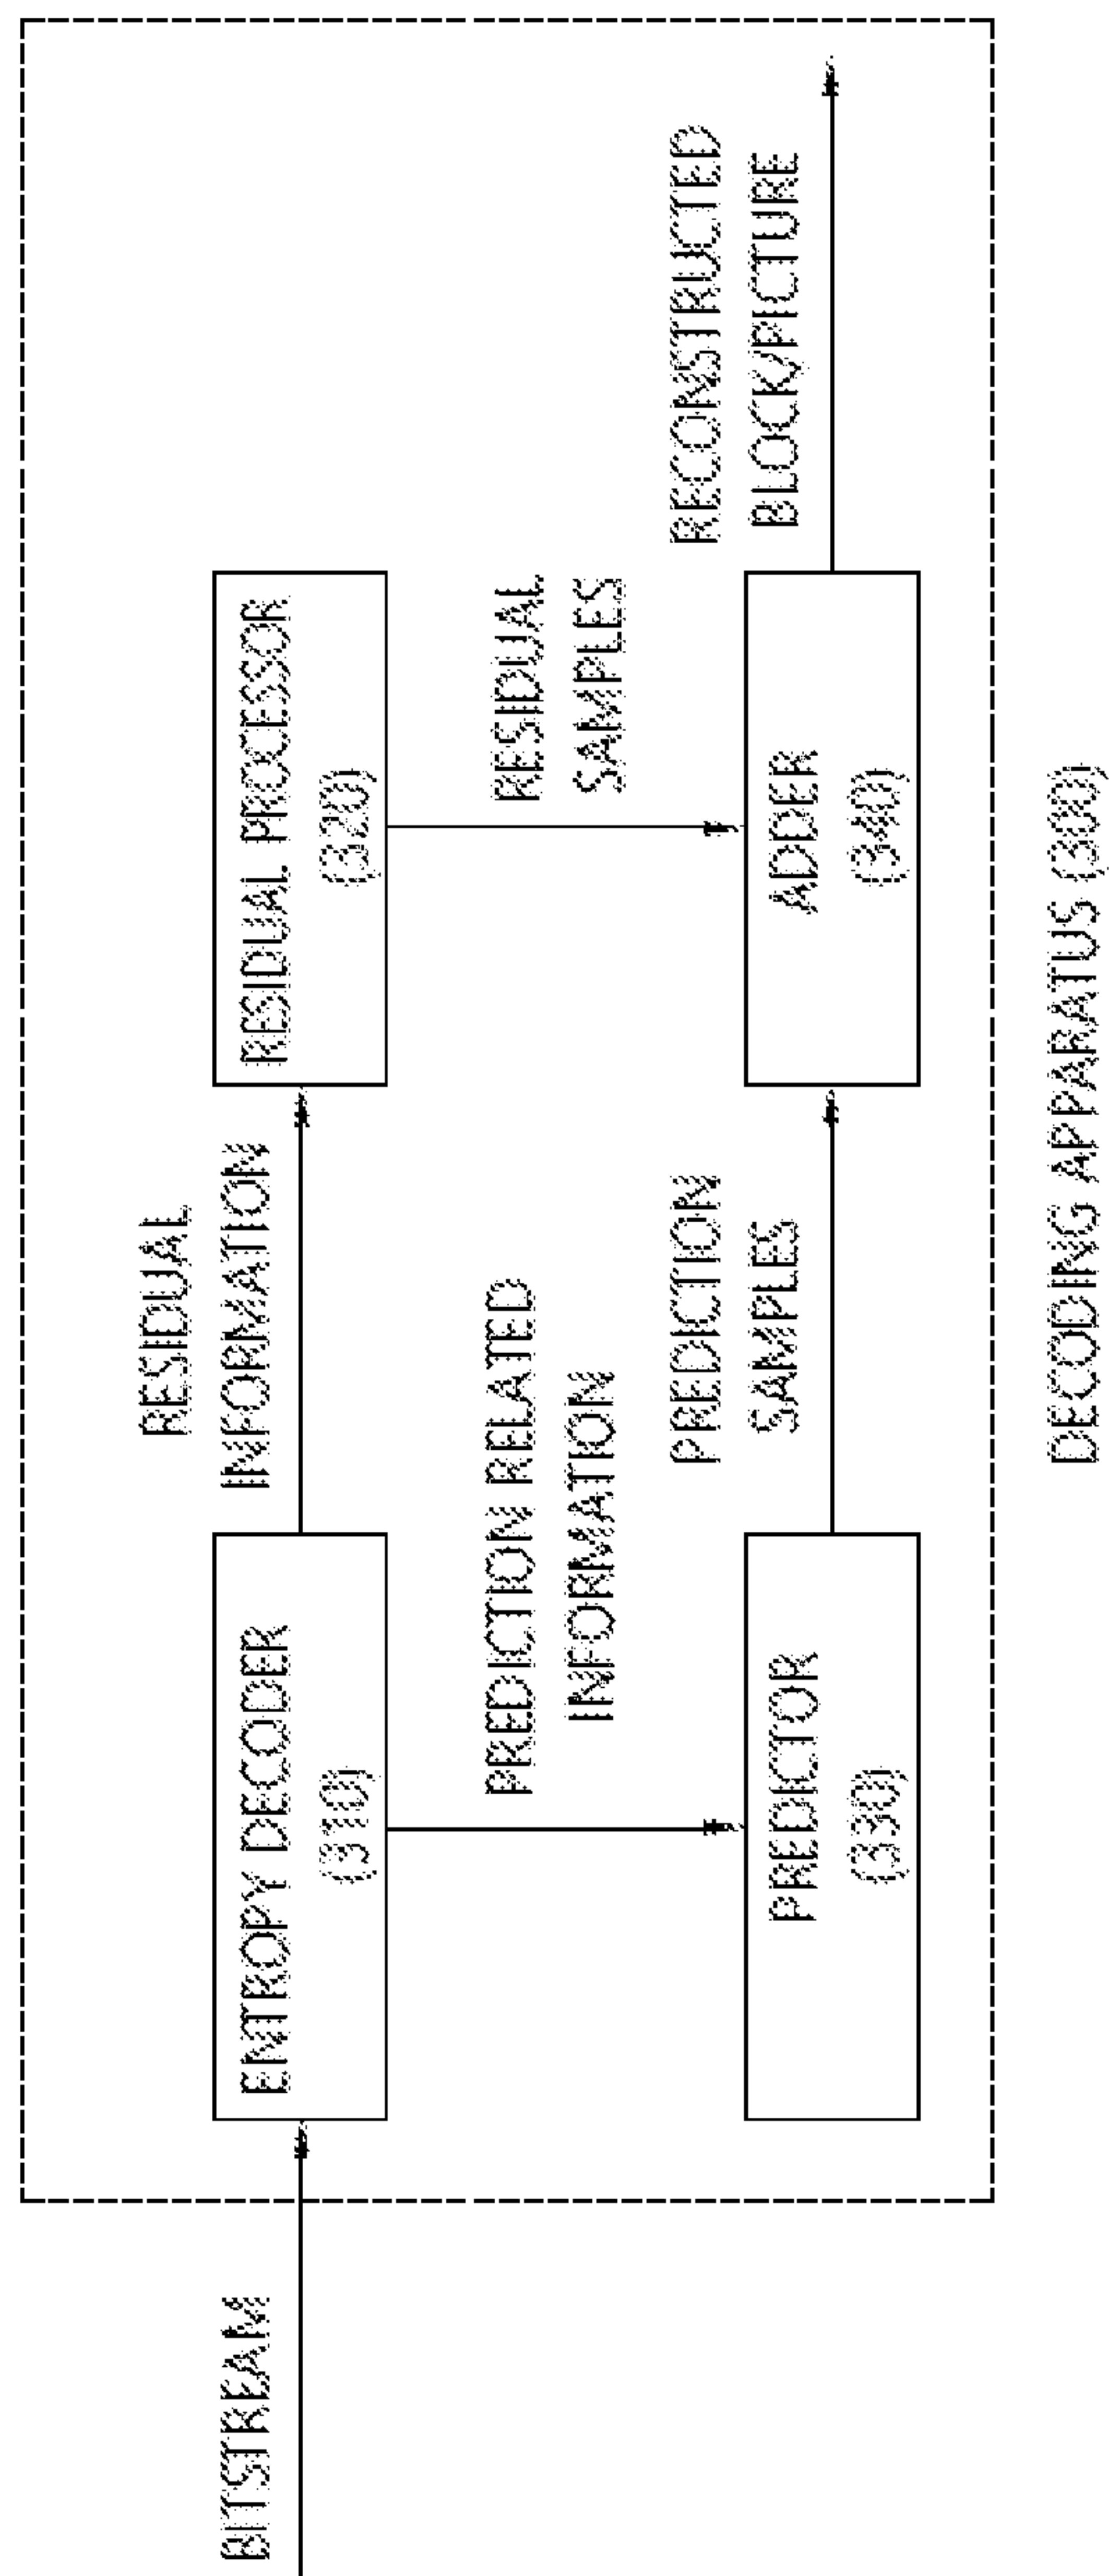 BITSTREAM
ENTROPY DECODER
(310)
RESIDUAL
INFORMATION
RESIDUAL PROCESSOR
(320)
PREDICTION RELATED
INFORMATION
RESIDUAL
SAMPLES
PREDICTOR
(330)
PREDICTION
SAMPLES
ADDER
(340)
RECONSTRUCTED
BLOCK/PICTURE
DECODING APPARATUS (300)